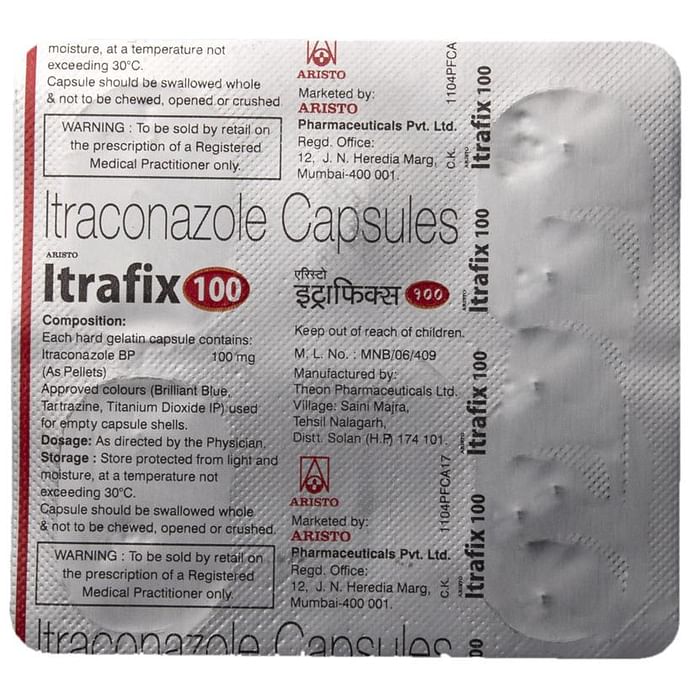 moisture, at a temperature not
exceeding 30°C.
Capsule should be swallowed whole
& not to be chewed, opened or crushed
WARNING : To be sold by retail on
the prescription of a Registered
Medical Practitioner only.
ARISTO
Marketed by:
ARISTO
Pharmaceuticals Pvt. Ltd.
Regd. Office:
12, J. N. Heredia Marg,
Mumbai-400 001.
1104PFCA
C.K.
Itraconazole Capsules
ARISTO
Itrafix 100
Composition:
Each hard gelatin capsule contains:
Itraconazole BP 100 mg
(As Pellets)
Approved colours (Brilliant Blue,
Tartrazine, Titanium Dioxide IP) used
for empty capsule shells.
Dosage: As directed by the Physician.
Storage : Store protected from light and
moisture, at a temperature not
exceeding 30°C.
Capsule should be swallowed whole
& not to be chewed, opened or crushed.
WARNING : To be sold by retail on
the prescription of a Registered
Medical Practitioner only.
एरिस्टो
इट्राफिक्स १००
Keep out of reach of children.
M. L. No. : MNB/06/409
Manufactured by:
Theon Pharmaceuticals Ltd.
Village: Saini Majra,
Tehsil Nalagarh,
Distt. Solan (H.P.) 174 101.
ARISTO
Marketed by:
ARISTO
Pharmaceuticals Pvt. Ltd.
Regd. Office:
12, J. N. Heredia Marg,
Mumbai-400 001.
1104PFCA17
C.K.
Itraconazole Capsules
ARISTO
Itrafix 100
ARISTO
Itrafix 100
ARISTO
Itrafix 100
ARISTO
Itrafix 100
00